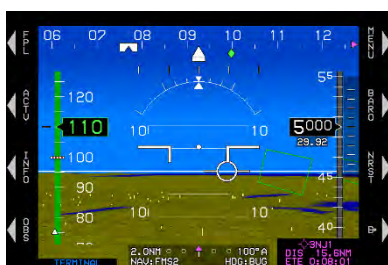 06 07 08 09 10 11 12
FPL
MENU
ACTV
BARO
INFO
NRST
OBS
55
120
110
100
90
80
70
5000
29.92
45
40
10 10
10 10
TERMINAL
2.0NM 100°A
NAV:FMS2 HDG:BUG
3NJ1
DIS 15.6NM
ETE 0:08:01